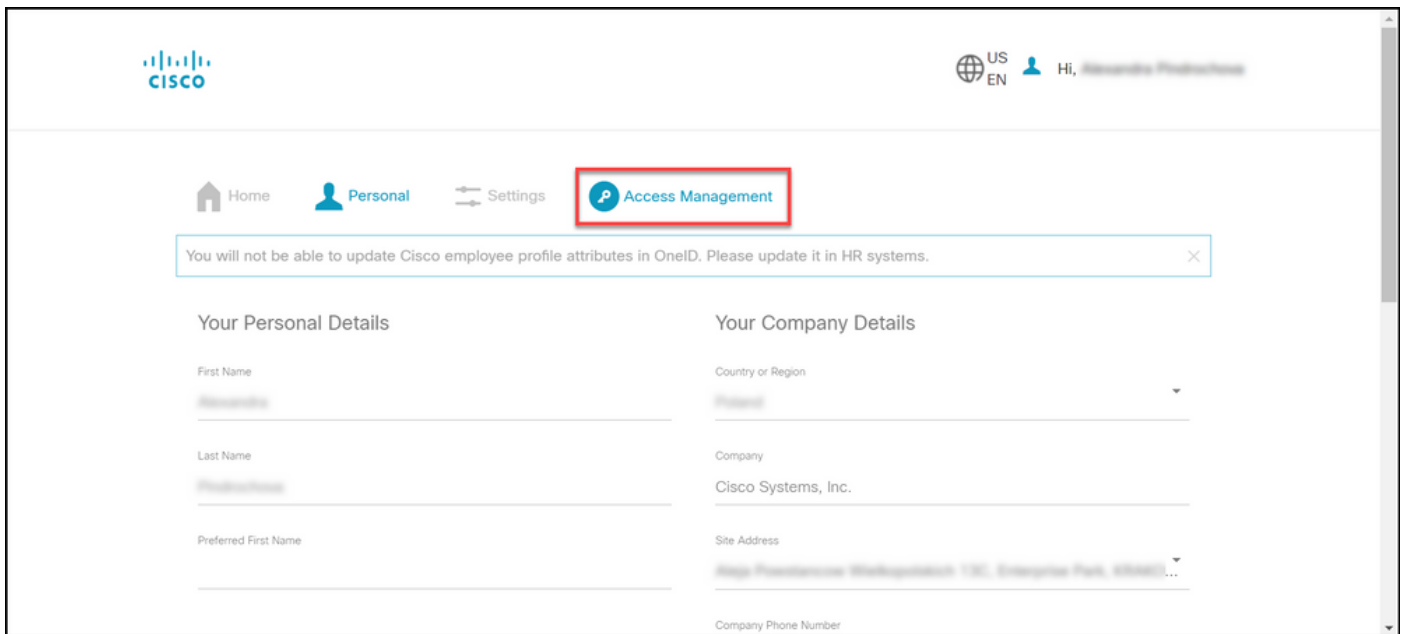 CISCO
US
EN
Hi,
Home
Personal
Settings
Access Management
You will not be able to update Cisco employee profile attributes in OneID. Please update it in HR systems.
Your Personal Details
Your Company Details
First Name
Country or Region
Last Name
Company
Cisco Systems, Inc.
Preferred First Name
Site Address
Company Phone Number